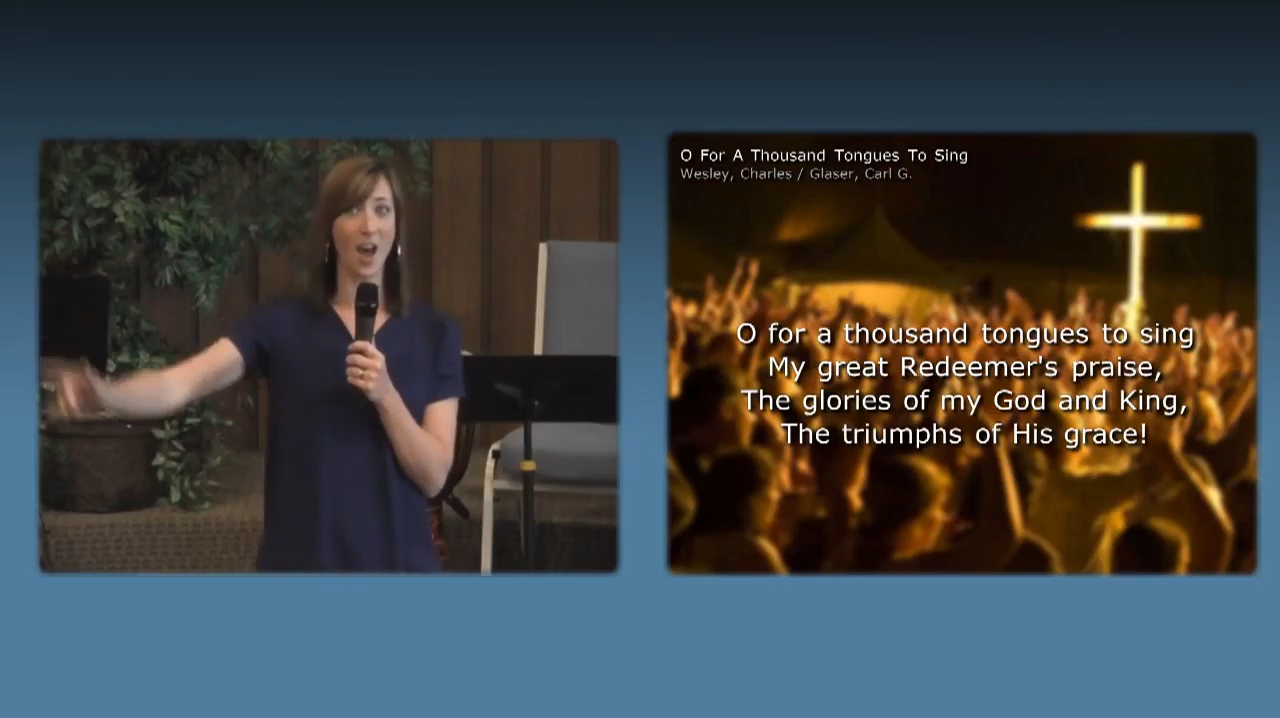 O For A Thousand Tongues To Sing
Wesley, Charles / Glaser, Carl G.
O for a thousand tongues to sing
My great Redeemer's praise,
The glories of my God and King,
The triumphs of His grace!